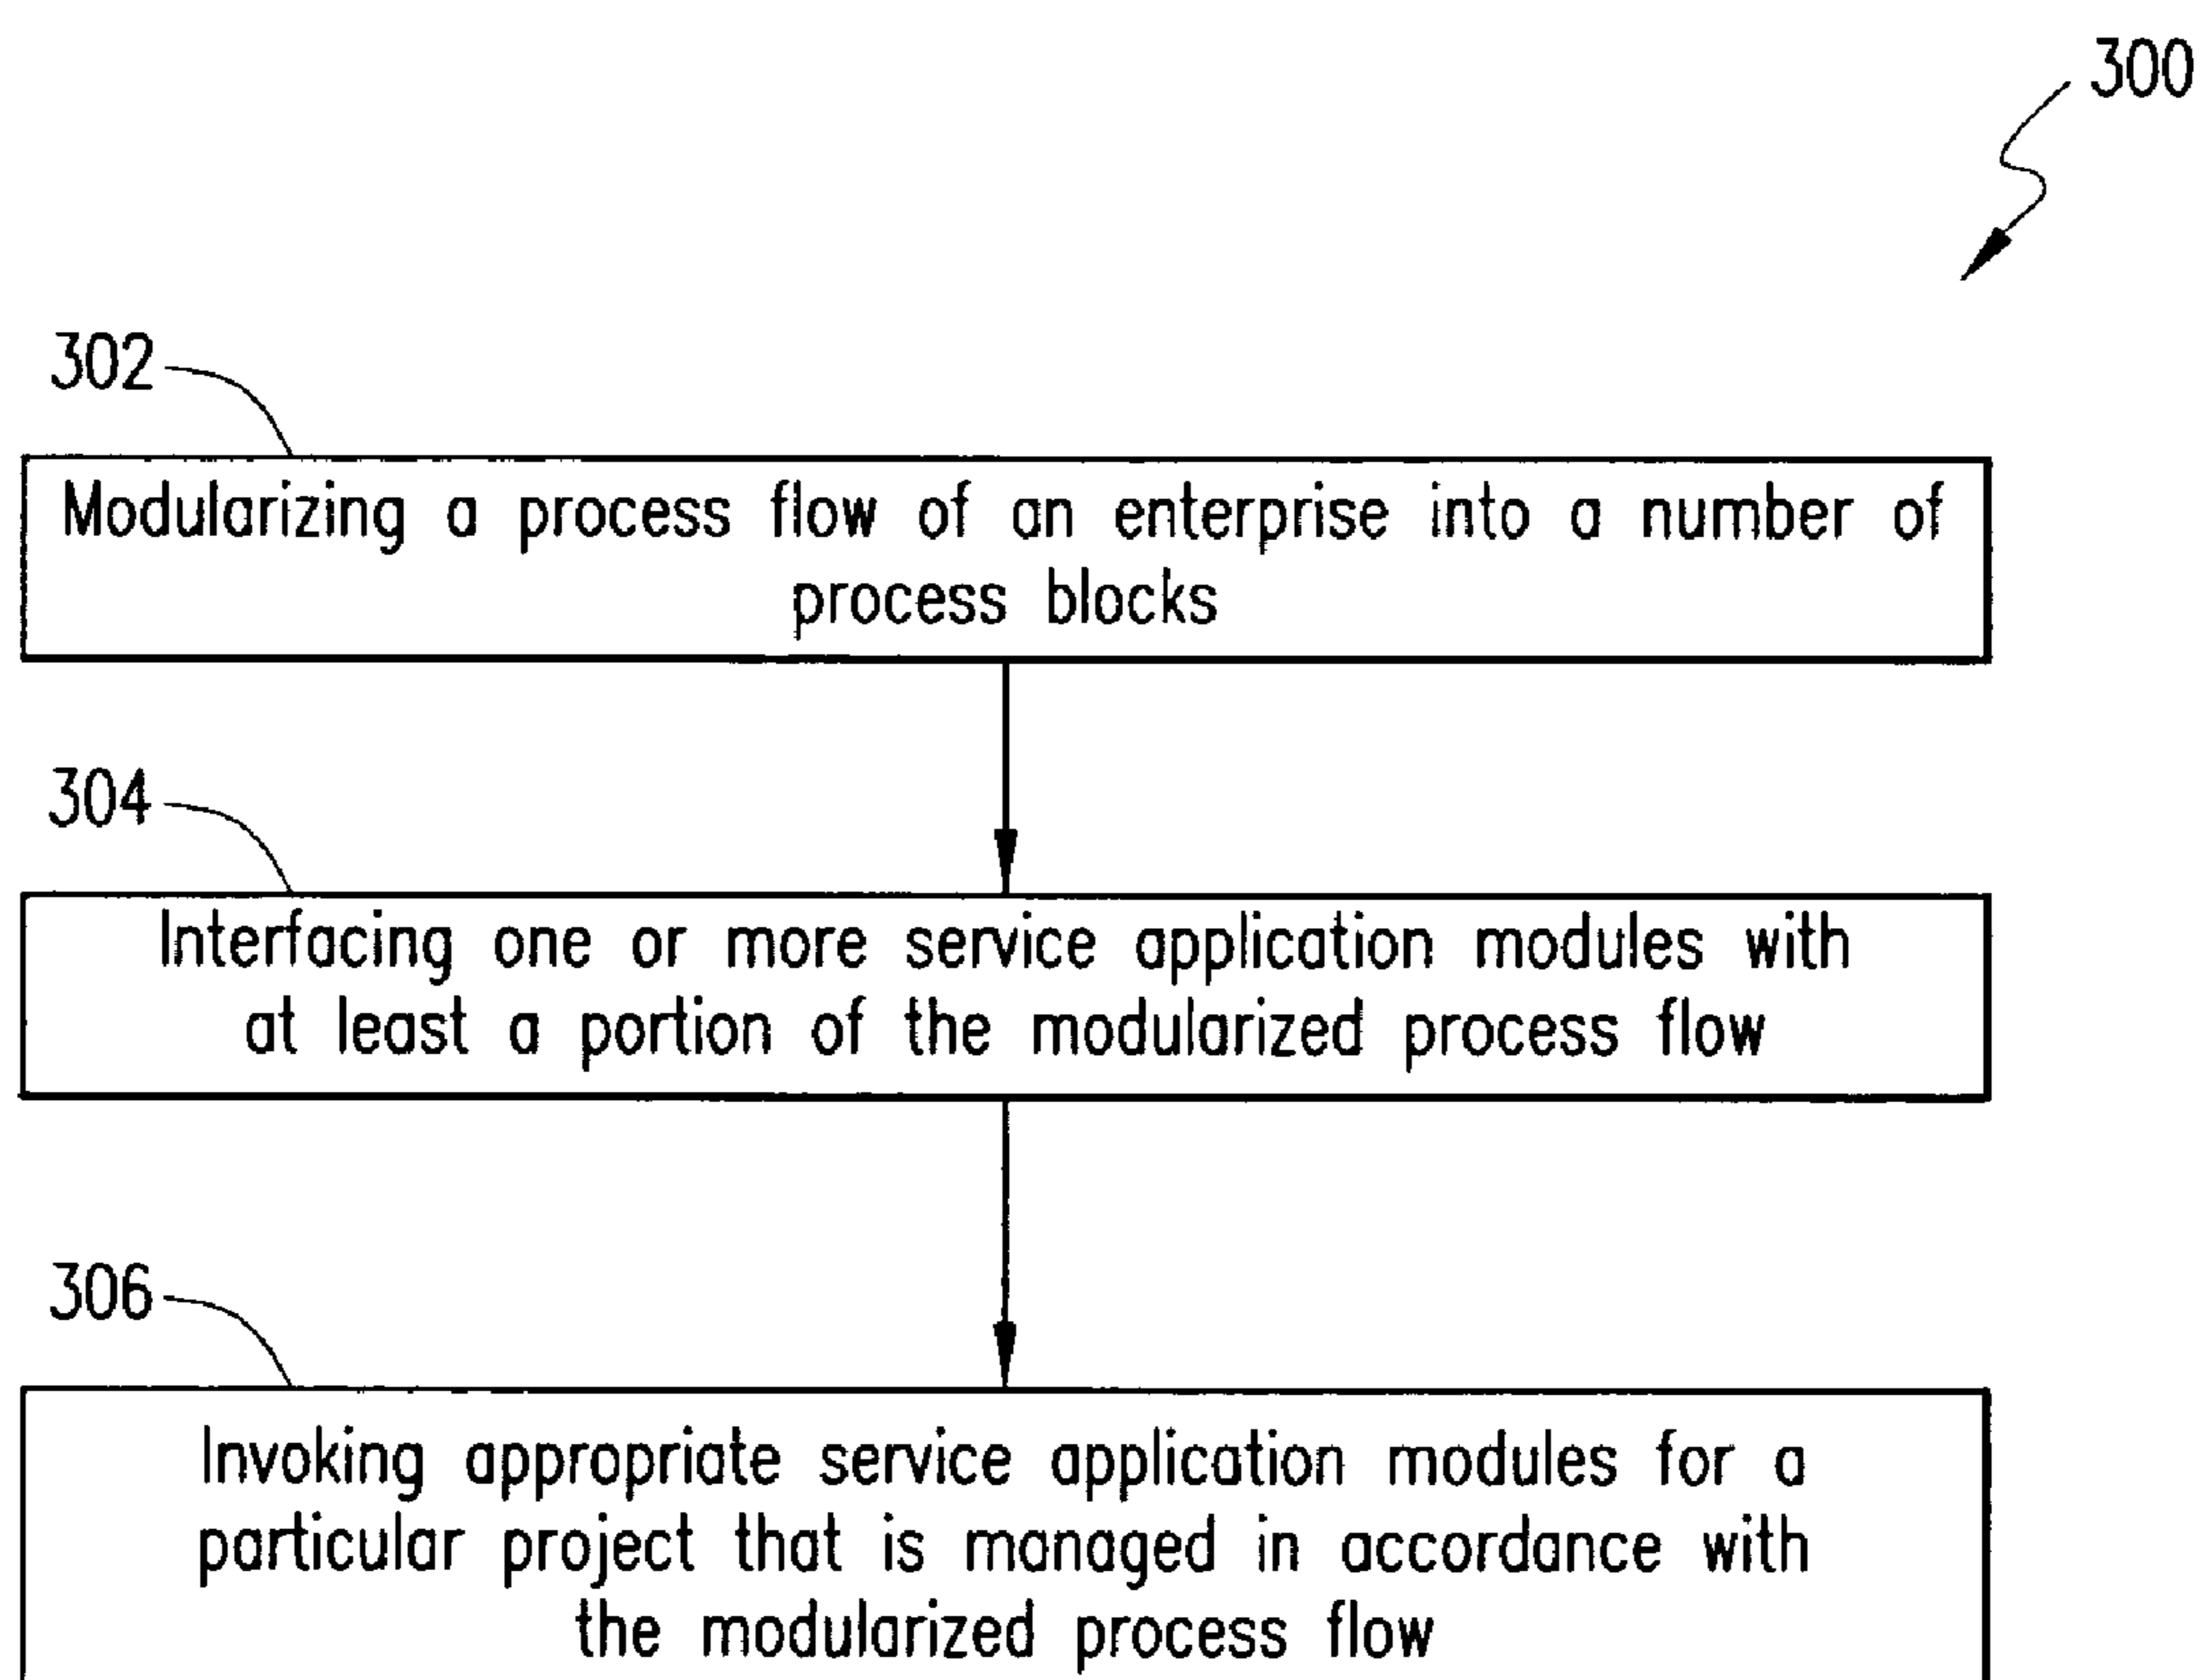 300
302
Modularizing a process flow of an enterprise into a number of
process blocks
304
Interfacing one or more service application modules with
at least a portion of the modularized process flow
306
Invoking appropriate service application modules for a
particular project that is managed in accordance with
the modularized process flow